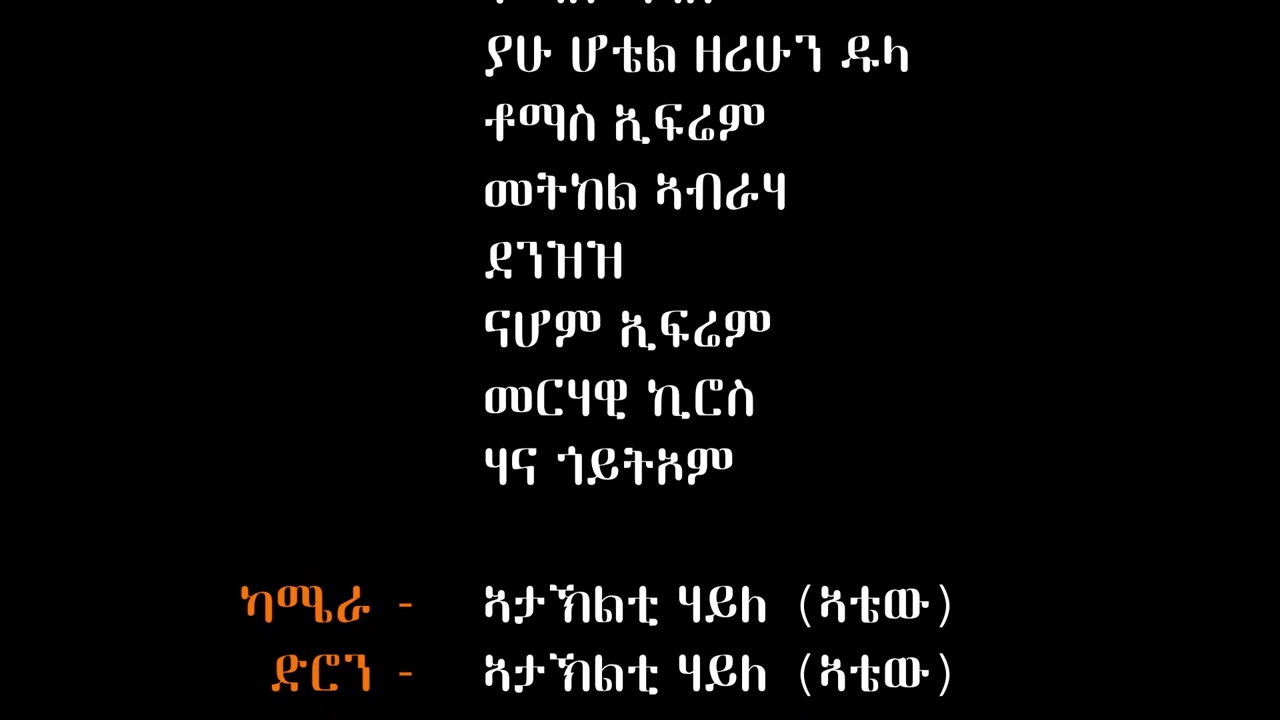 ያሁ ሆቴል ዘሪሁን ዱላ
ቶማስ ኢፍሬም
መትከል ኣብራሃ
ደንዝዝ
ናሆም ኢፍሬም
መርሃዊ ኪሮስ
ሃና ጎይትኦም
ካሜራ - ኣታኽልቲ ሃይለ (ኣቴው)
ድሮን - ኣታኽልቲ ሃይለ (ኣቴው)